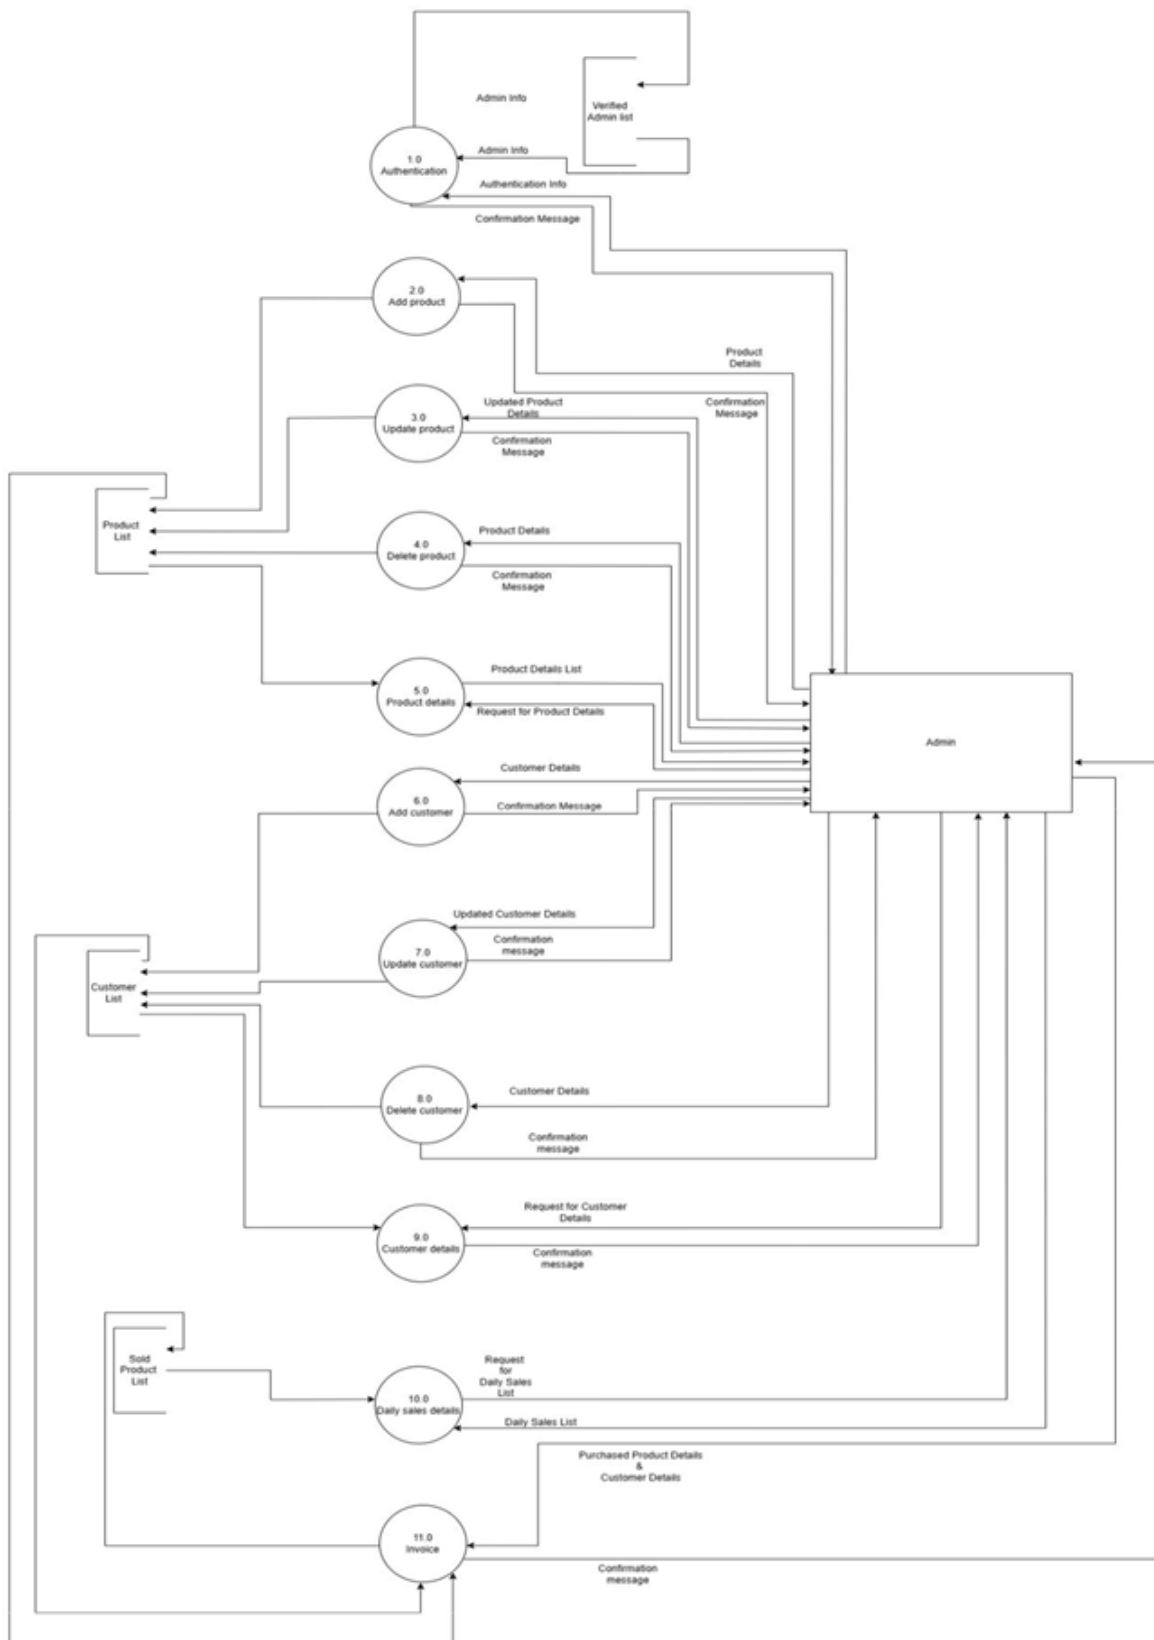 Admin Info
Verified
Admin list
1.0
Authentication
Admin Info
Authentication Info
Confirmation Message
2.0
Add product
Product
Details
3.0
Update product
Updated Product
Details
Confirmation
Message
Confirmation
Message
Product
List
4.0
Delete product
Product Details
Confirmation
Message
5.0
Product details
Product Details List
Request for Product Details
Admin
6.0
Add customer
Customer Details
Confirmation Message
7.0
Update customer
Updated Customer Details
Confirmation
message
Customer
List
8.0
Delete customer
Customer Details
Confirmation
message
9.0
Customer details
Request for Customer
Details
Confirmation
message
Sold
Product
List
10.0
Daily sales details
Request
for
Daily Sales
List
Daily Sales List
Purchased Product Details
&
Customer Details
11.0
Invoice
Confirmation
message